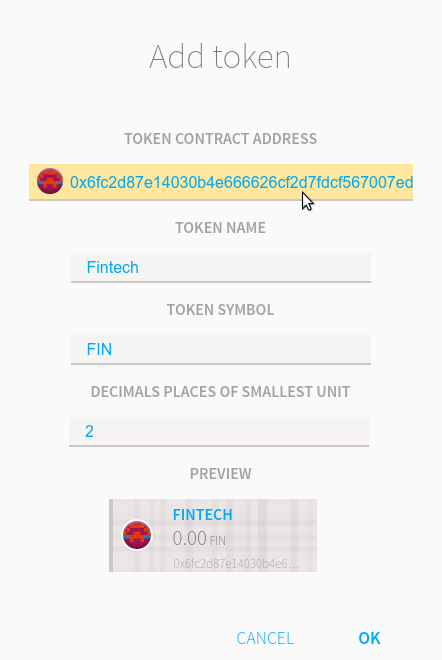 Add token
TOKEN CONTRACT ADDRESS
0x6fc2d87e14030b4e666626cf2d7fdcf567007ed
TOKEN NAME
Fintech
TOKEN SYMBOL
FIN
DECIMALS PLACES OF SMALLEST UNIT
2
PREVIEW
FINTECH
0.00 FIN
0x6fc2d87e14030b4e6...
CANCEL OK